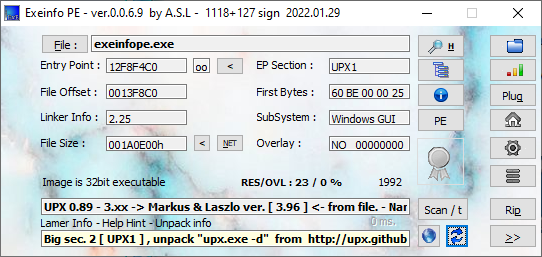 Exeinfo PE - ver.0.0.6.9 by A.S.L - 1118+127 sign 2022.01.29
File : exeinfope.exe H
Entry Point : 12F8F4C0 oo < EP Section : UPX1
File Offset : 0013F8C0 First Bytes : 60 BE 00 00 25 Plug
Linker Info : 2.25 SubSystem : Windows GUI PE
File Size : 001A0E00h < NET Overlay : NO 00000000
Image is 32bit executable RES/OVL : 23 / 0 % 1992
UPX 0.89 - 3.xx -> Markus & Laszlo ver. [ 3.96 ] <- from file. - Nar Scan / t Rip
Lamer Info - Help Hint - Unpack info 0 ms.
Big sec. 2 [ UPX1 ] , unpack "upx.exe -d" from http://upx.github >>